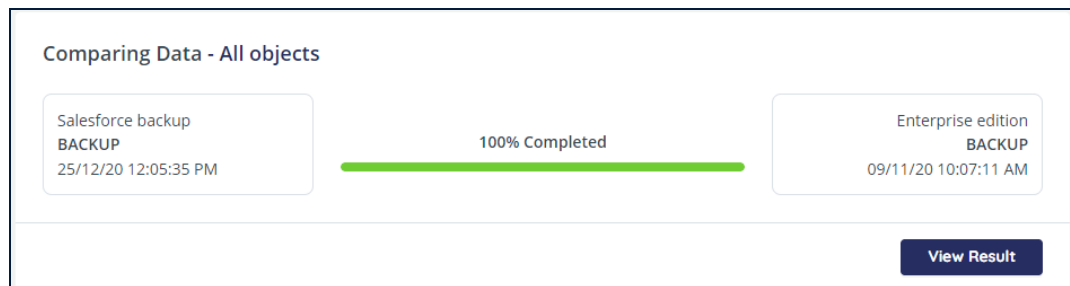 Comparing Data - All objects
Salesforce backup
BACKUP
25/12/20 12:05:35 PM
100% Completed
Enterprise edition
BACKUP
09/11/20 10:07:11 AM
View Result